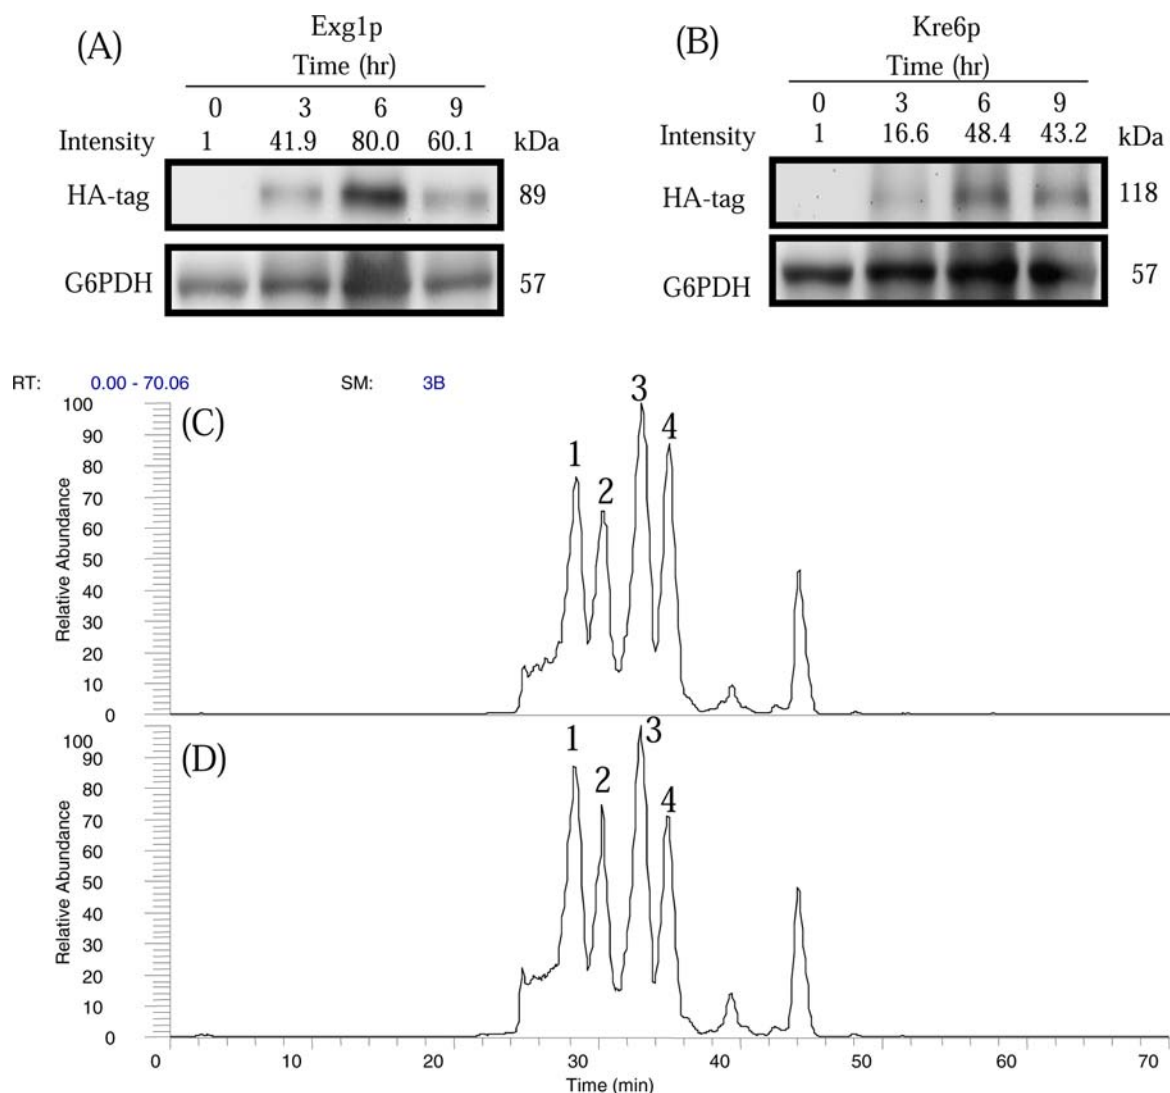 (A)
Exg1p
Time (hr)
0 3 6 9
Intensity 1 41.9 80.0 60.1 kDa
HA-tag 89
G6PDH 57
(B)
Kre6p
Time (hr)
0 3 6 9
Intensity 1 16.6 48.4 43.2 kDa
HA-tag 118
G6PDH 57
RT: 0.00 - 70.06 SM: 3B
(C)
100
90
80
70
60
50
40
30
20
10
0
Relative Abundance
1 2 3 4
(D)
100
90
80
70
60
50
40
30
20
10
0
Relative Abundance
1 2 3 4
0 10 20 30 40 50 60 70
Time (min)